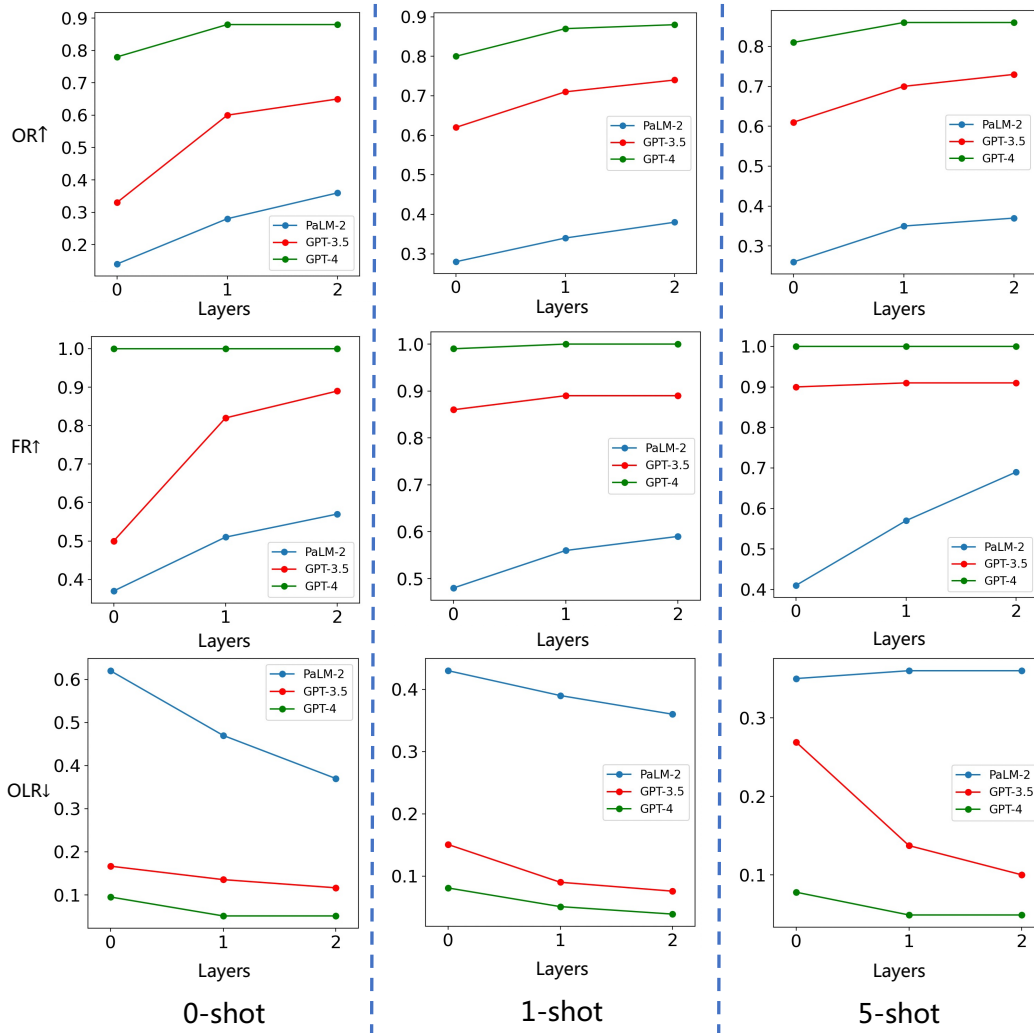 OR↑
0.9
0.8
0.7
0.6
0.5
0.4
0.3
0.2
PaLM-2
GPT-3.5
GPT-4
0 1 2
Layers
0.9
0.8
0.7
0.6
0.5
0.4
0.3
PaLM-2
GPT-3.5
GPT-4
0 1 2
Layers
0.8
0.7
0.6
0.5
0.4
0.3
PaLM-2
GPT-3.5
GPT-4
0 1 2
Layers
FR↑
1.0
0.9
0.8
0.7
0.6
0.5
0.4
PaLM-2
GPT-3.5
GPT-4
0 1 2
Layers
1.0
0.9
0.8
0.7
0.6
0.5
PaLM-2
GPT-3.5
GPT-4
0 1 2
Layers
1.0
0.9
0.8
0.7
0.6
0.5
0.4
PaLM-2
GPT-3.5
GPT-4
0 1 2
Layers
OLR↓
0.6
0.5
0.4
0.3
0.2
0.1
PaLM-2
GPT-3.5
GPT-4
0 1 2
Layers
0.4
0.3
0.2
0.1
PaLM-2
GPT-3.5
GPT-4
0 1 2
Layers
0.3
0.2
0.1
PaLM-2
GPT-3.5
GPT-4
0 1 2
Layers
0-shot
1-shot
5-shot